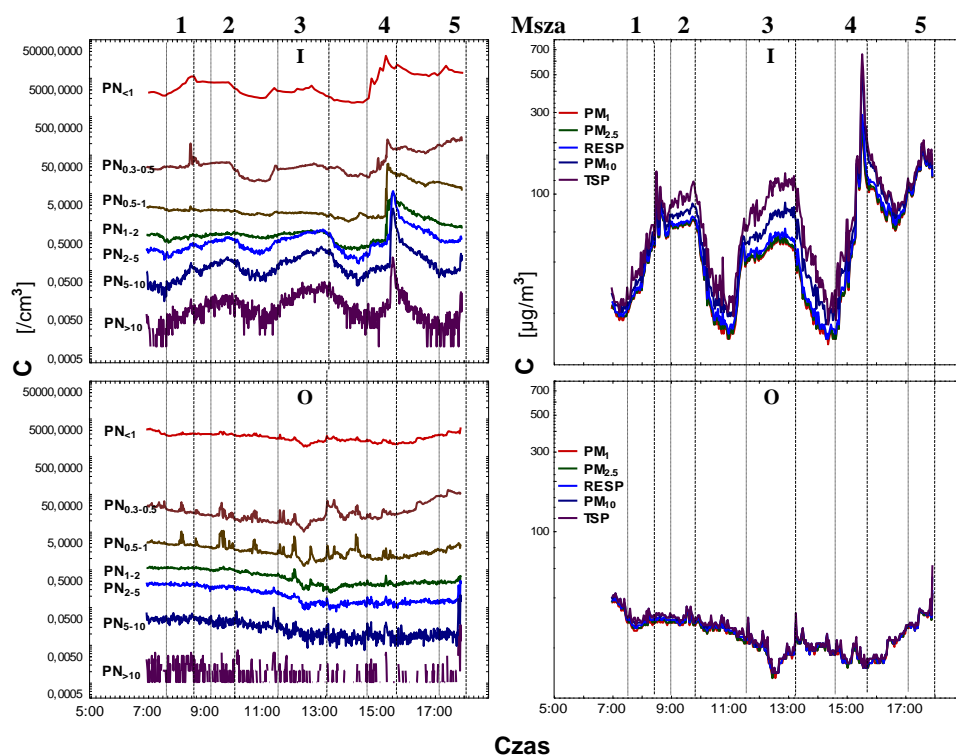 1 2 3 4 5
Msza 1 2 3 4 5
I
50000,0000
5000,0000
500,0000
50,0000
5,0000
0,5000
0,0500
0,0050
0,0005
PN<1
PN0.3-0.5
PN0.5-1
PN1-2
PN2-5
PN5-10
PN>10
C [/cm³]
I
700
500
300
100
PM1
PM2.5
RESP
PM10
TSP
C [µg/m³]
O
5000,0000
500,0000
50,0000
5,0000
0,5000
0,0500
0,0050
0,0005
PN<1
PN0.3-0.5
PN0.5-1
PN1-2
PN2-5
PN5-10
PN>10
5:00 7:00 9:00 11:00 13:00 15:00 17:00
O
700
500
300
100
PM1
PM2.5
RESP
PM10
TSP
5:00 7:00 9:00 11:00 13:00 15:00 17:00
Czas